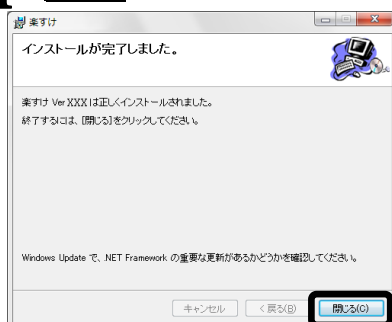 楽すけ
インストールが完了しました。
楽すけ Ver XXX は正しくインストールされました。
終了するには、[閉じる]をクリックしてください。
Windows Update で、.NET Framework の重要な更新があるかどうかを確認してください。
キャンセル
< 戻る(B)
閉じる(C)